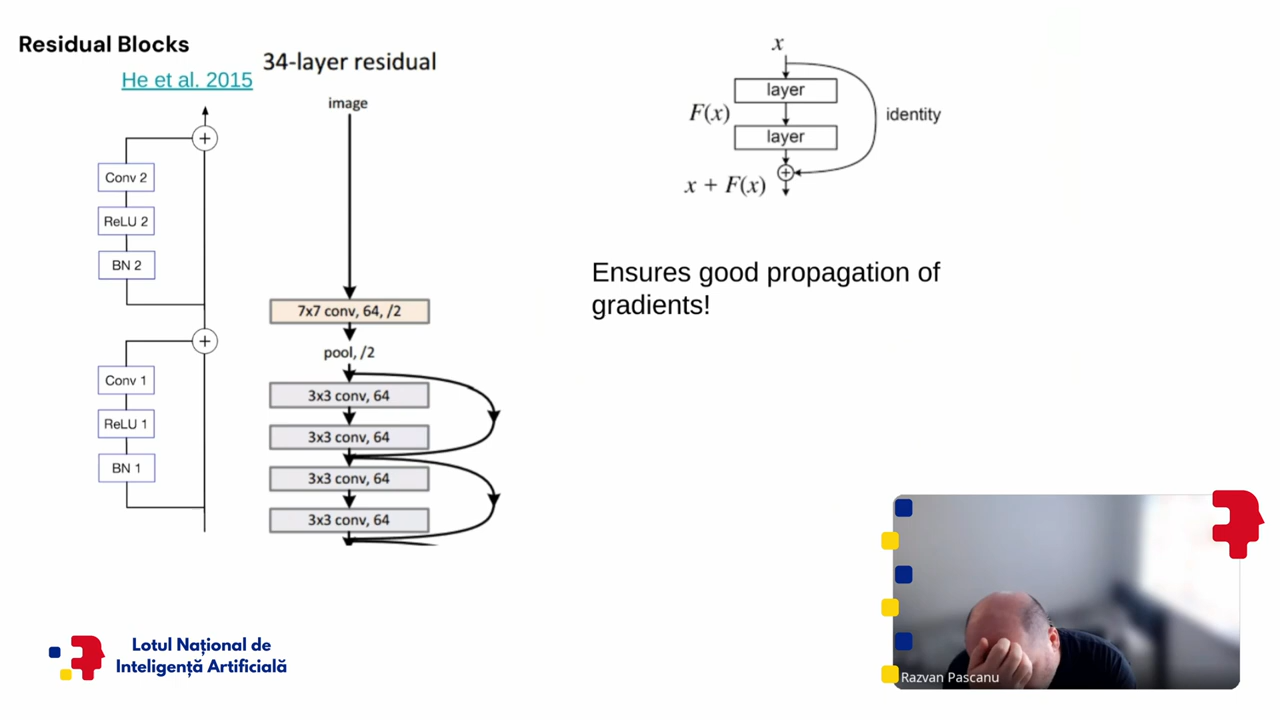 Residual Blocks
He et al. 2015
34-layer residual
image
+
Conv 2
ReLU 2
BN 2
+
Conv 1
ReLU 1
BN 1
7x7 conv, 64, /2
pool, /2
3x3 conv, 64
3x3 conv, 64
3x3 conv, 64
3x3 conv, 64
x
layer
F(x)
identity
layer
x + F(x)
+
Ensures good propagation of
gradients!
Lotul Național de
Inteligență Artificială
Razvan Pascanu